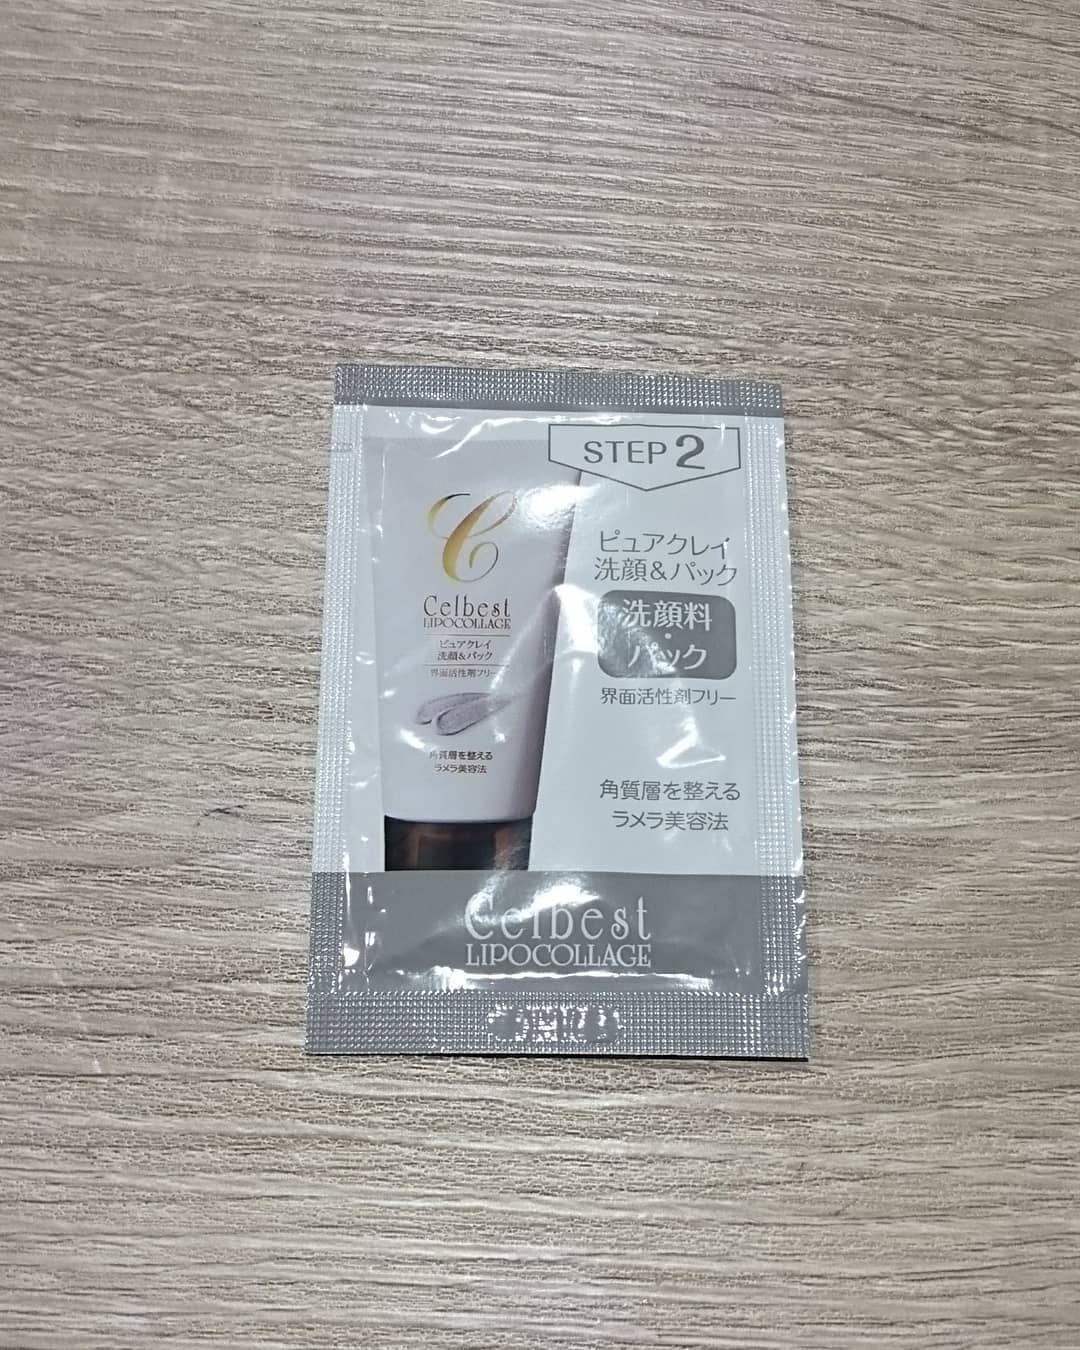 STEP 2
ピュアクレイ
洗顔&パック
洗顔料
・
パック
界面活性剤フリー
角質層を整える
ラメラ美容法
C
Celbest
LIPOCOLLAGE
ピュアクレイ
洗顔&パック
界面活性剤フリー
角質層を整える
ラメラ美容法
Celbest
LIPOCOLLAGE